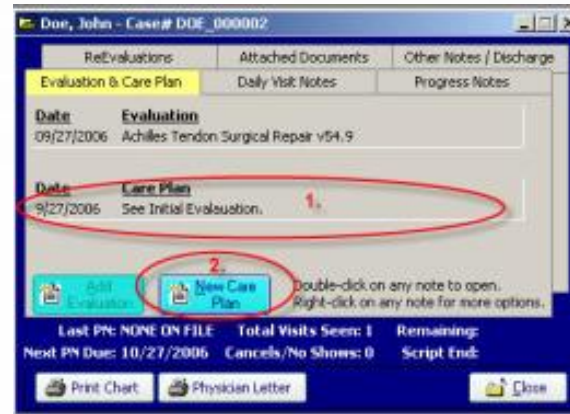 Doe, John - Case# DOE_000002
ReEvaluations Attached Documents Other Notes / Discharge
Evaluation & Care Plan Daily Visit Notes Progress Notes
Date Evaluation
09/27/2006 Achilles Tendon Surgical Repair v54.9
Date Care Plan
9/27/2006 See Initial Evalauation. 1.
2.
Add Evaluation
New Care Plan
Double-click on any note to open.
Right-click on any note for more options.
Last PN: NONE ON FILE Total Visits Seen: 1 Remaining:
Next PN Due: 10/27/2006 Cancels/No Shows: 0 Script End:
Print Chart Physician Letter Close